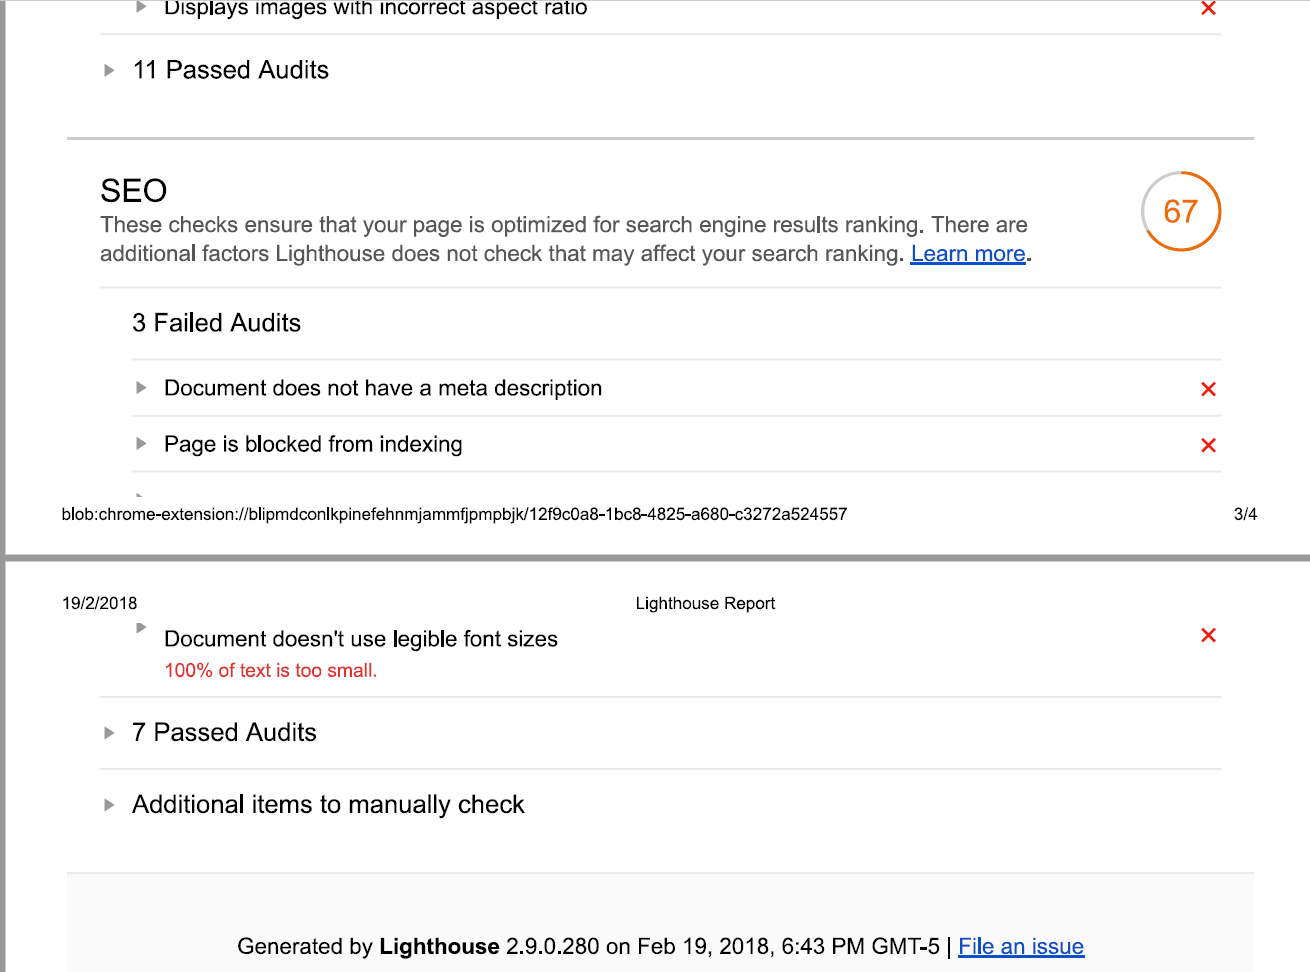 Displays images with incorrect aspect ratio
11 Passed Audits
SEO
67
These checks ensure that your page is optimized for search engine results ranking. There are
additional factors Lighthouse does not check that may affect your search ranking. Learn more.
3 Failed Audits
Document does not have a meta description
Page is blocked from indexing
blob:chrome-extension://blipmdconlkpinefehnmjammfjpmpbjk/12f9c0a8-1bc8-4825-a680-c3272a524557 3/4
19/2/2018 Lighthouse Report
Document doesn't use legible font sizes
100% of text is too small.
7 Passed Audits
Additional items to manually check
Generated by Lighthouse 2.9.0.280 on Feb 19, 2018, 6:43 PM GMT-5 | File an issue